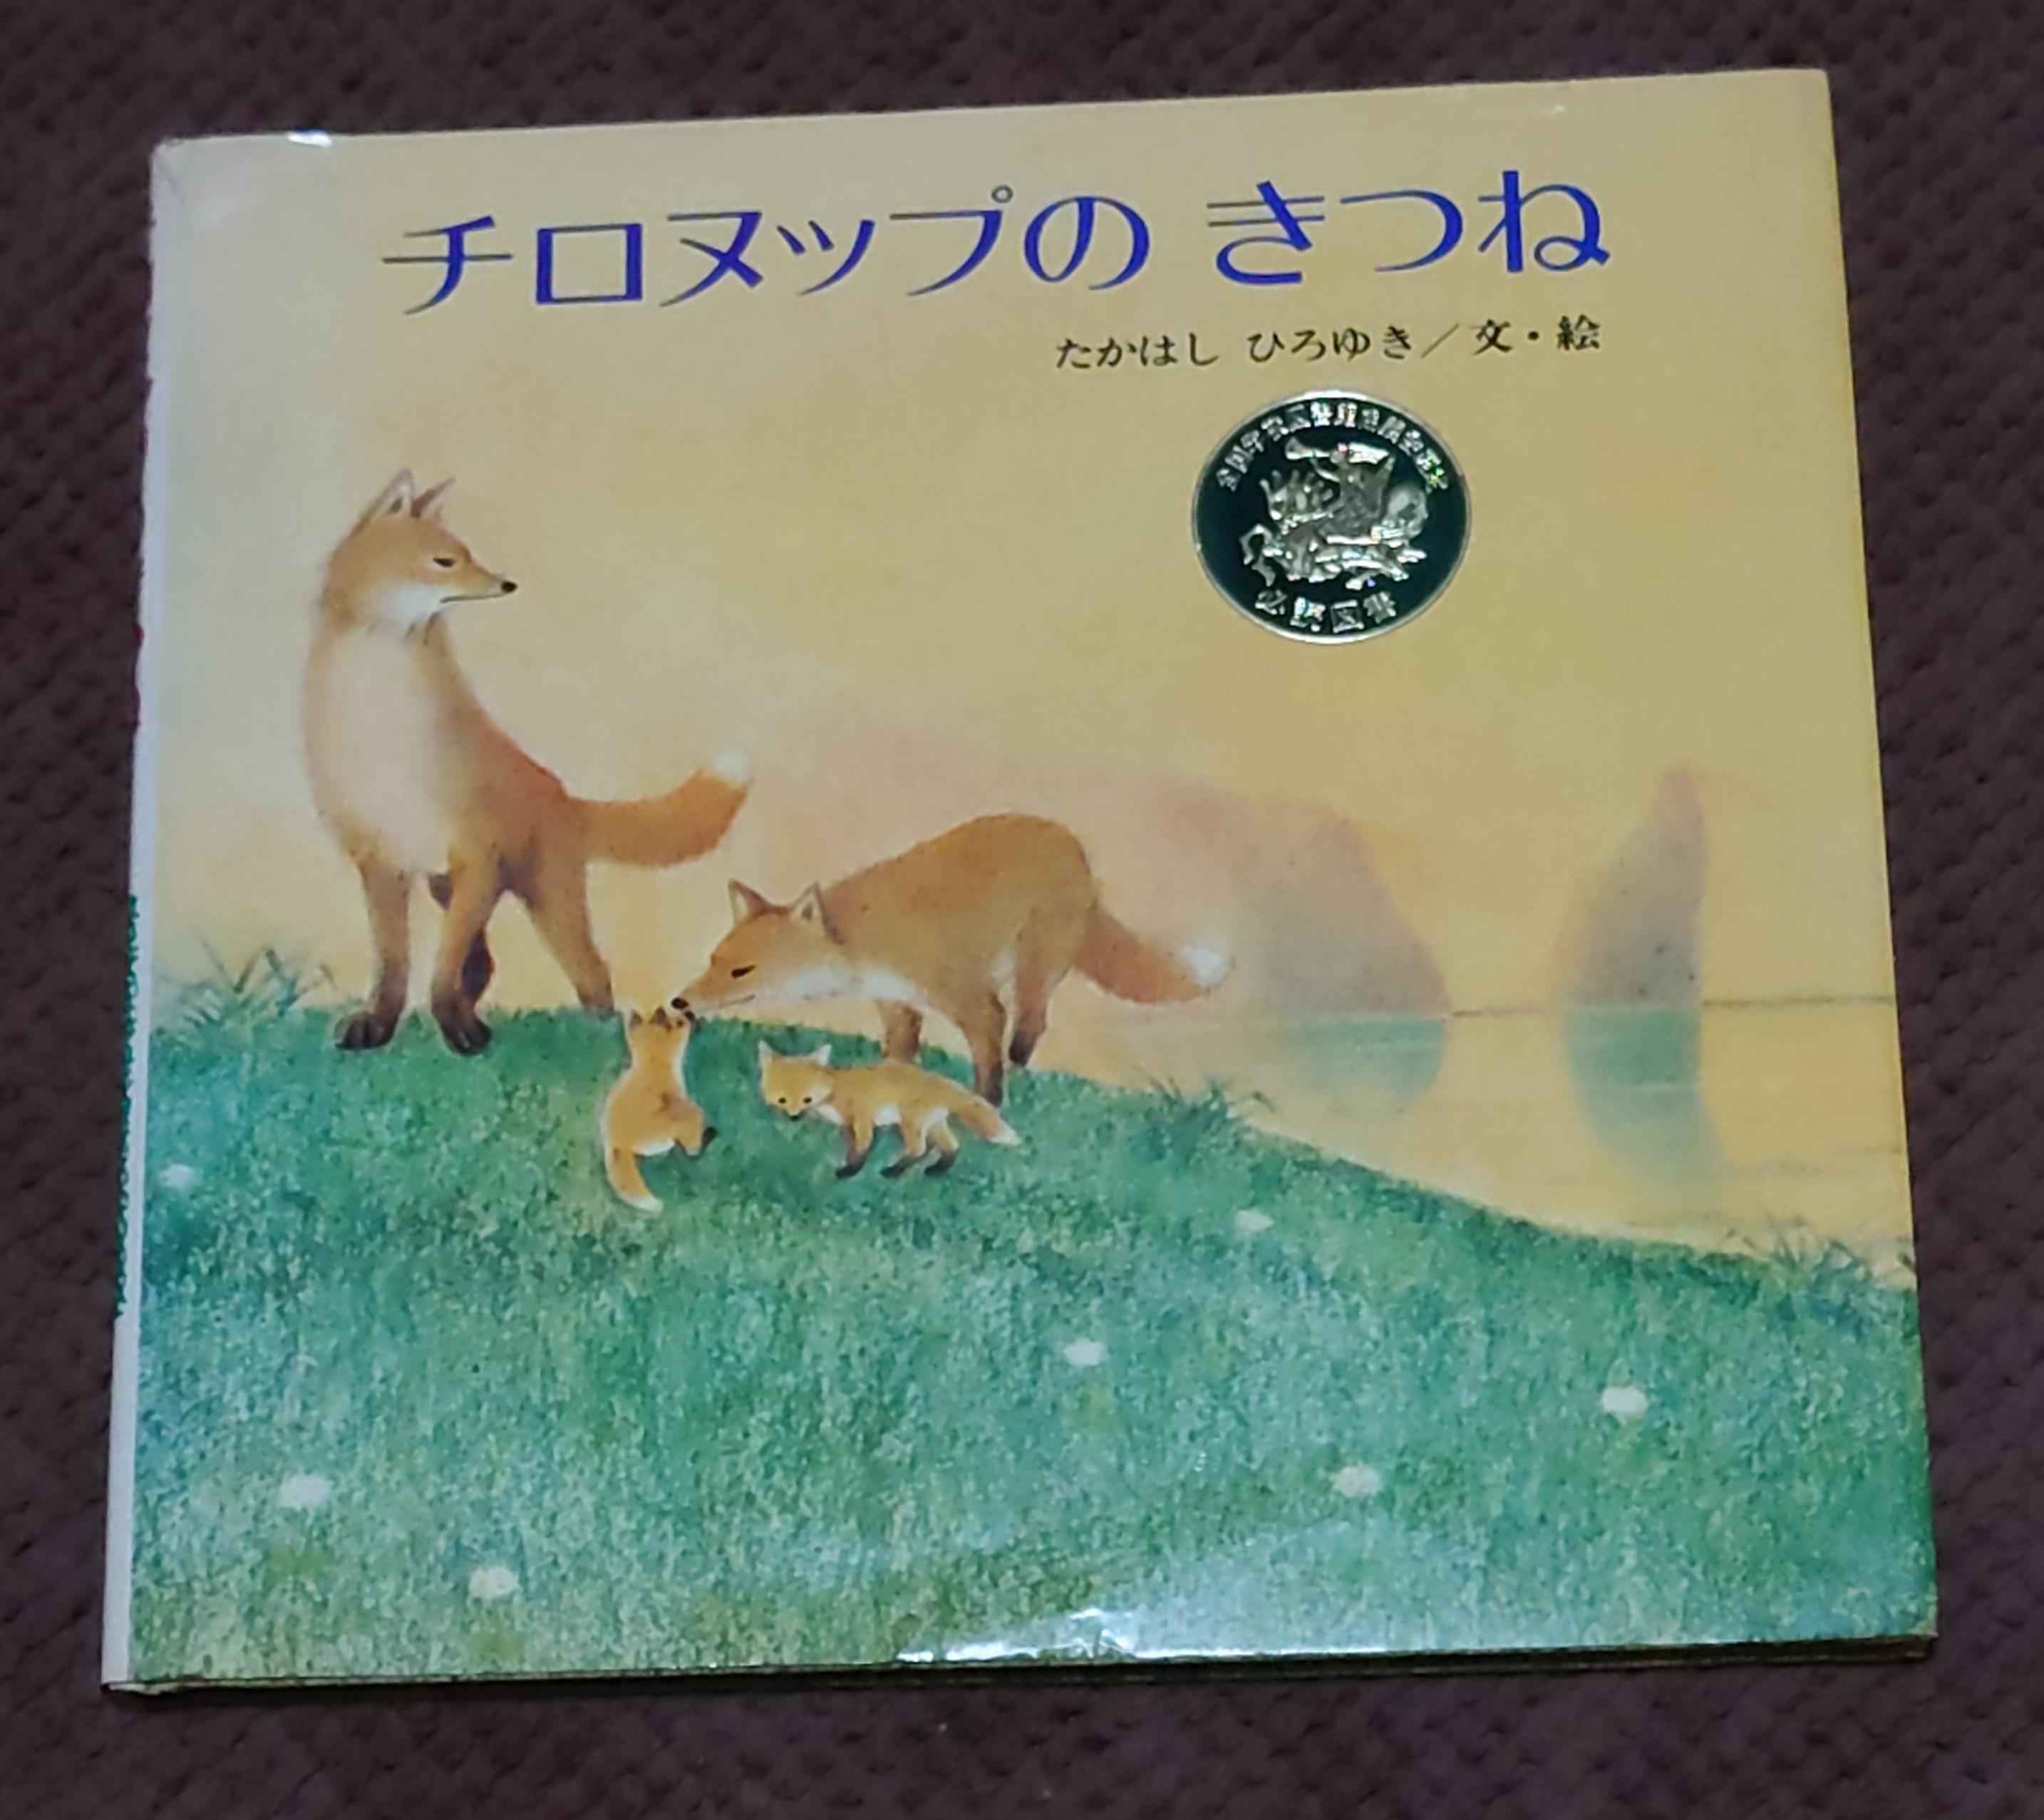 チロヌップの きつね
たかはし ひろゆき／文・絵
必読図書